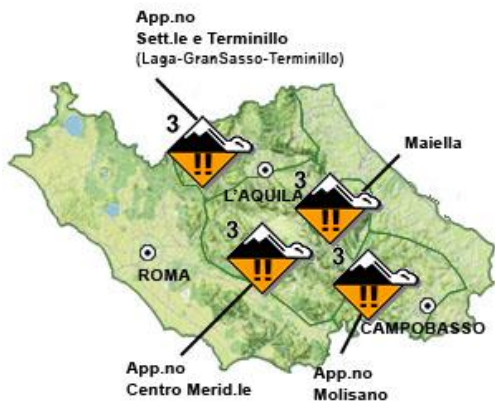 App.no
Sett.le e Terminillo
(Laga-GranSasso-Terminillo)
3
!!
Maiella
L'AQUILA
3
!!
3
!!
ROMA
3
!!
CAMPOBASSO
App.no
Centro Merid.le
App.no
Molisano